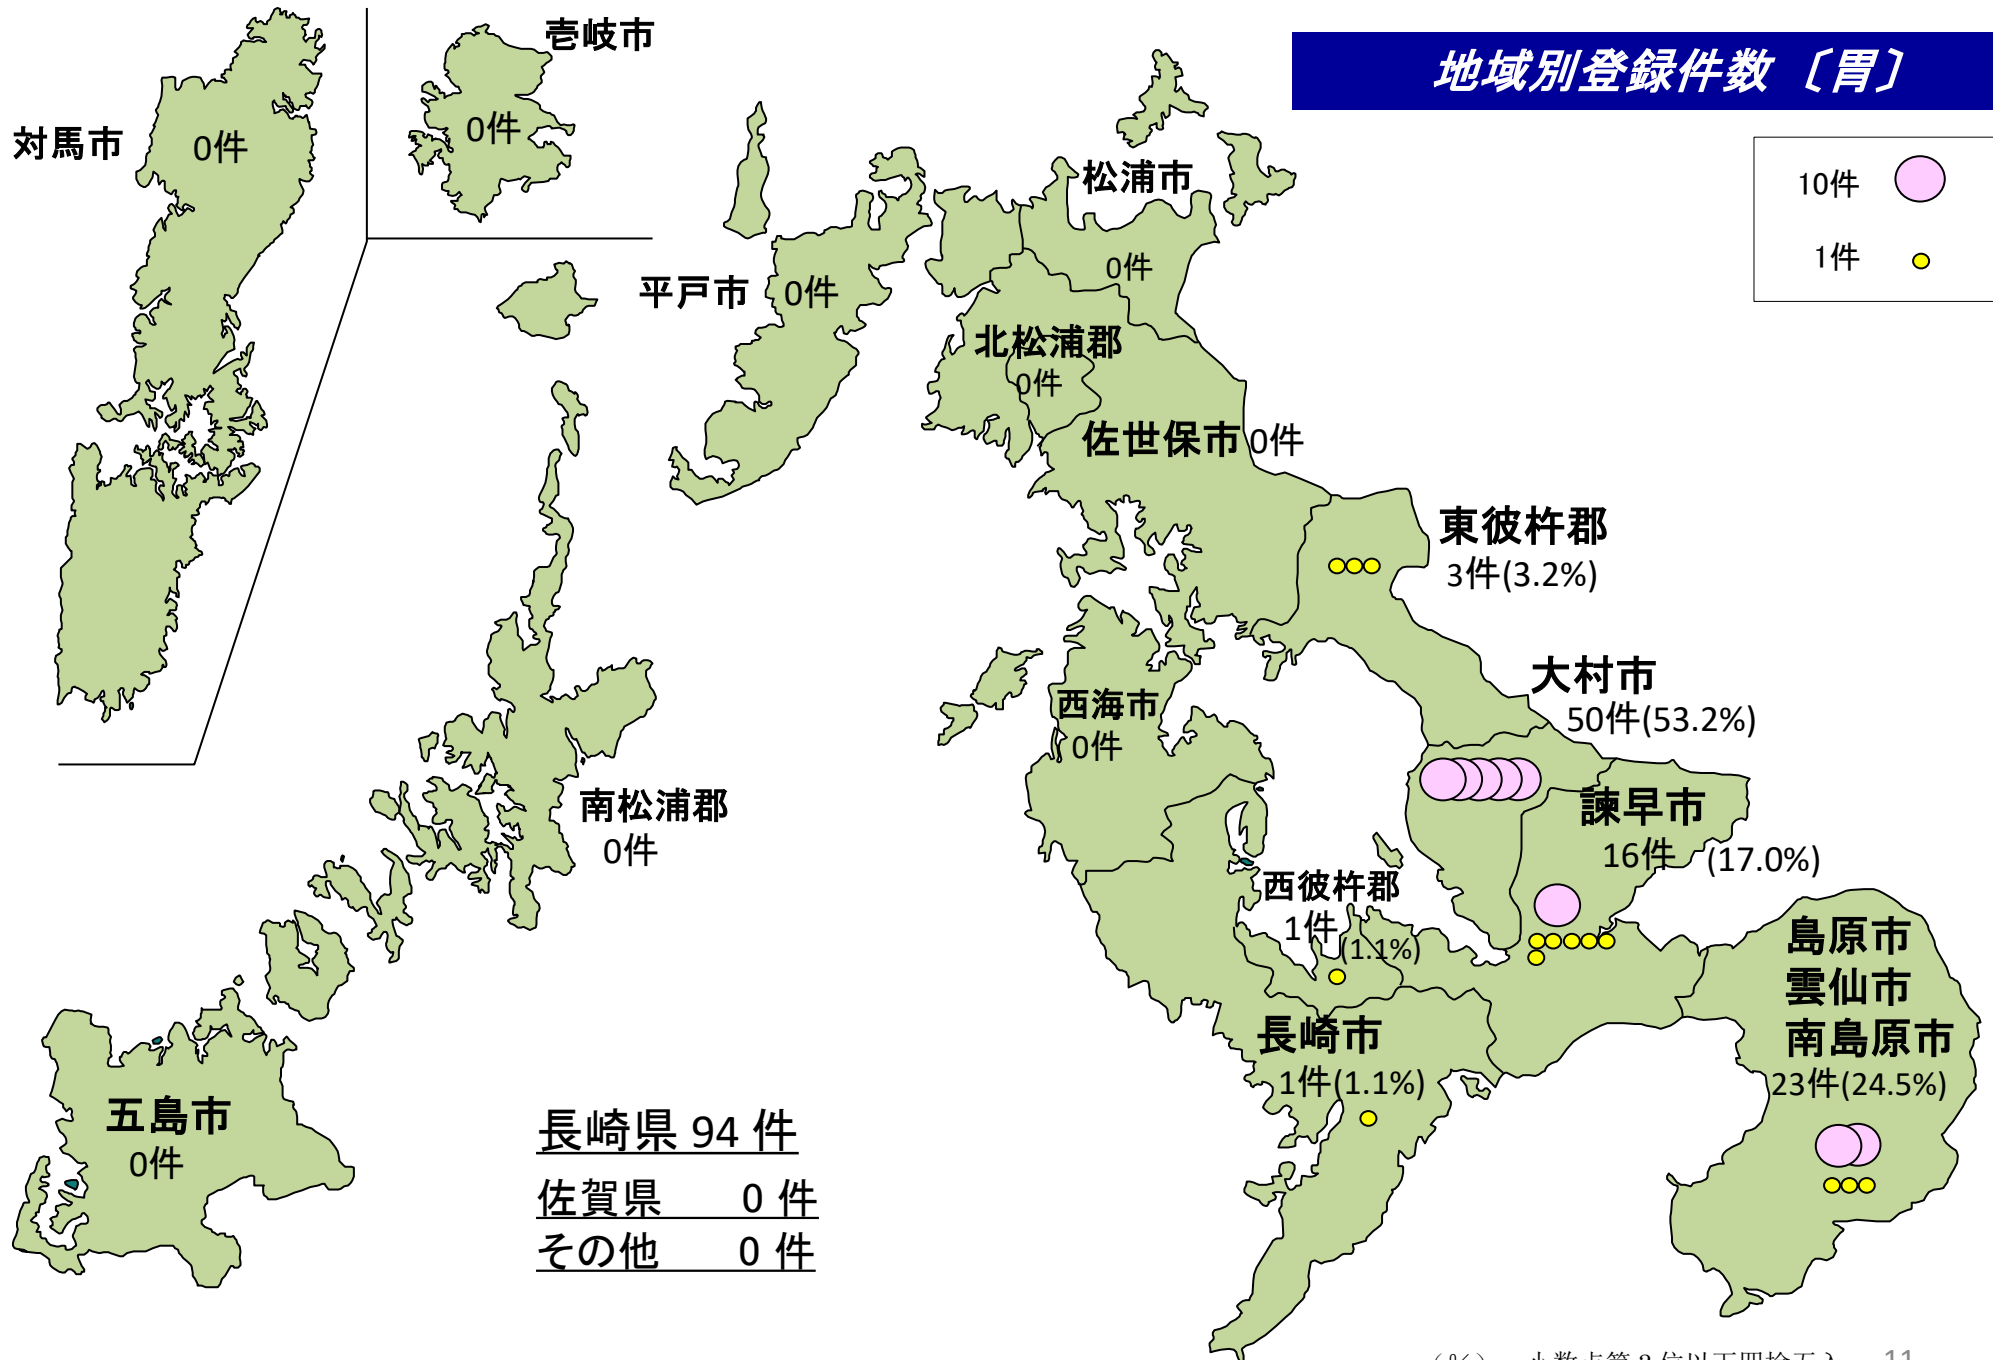 地域別登録件数〔胃〕
10件
1件
壱岐市
0件
対馬市
0件
松浦市
0件
平戸市
0件
北松浦郡
0件
佐世保市 0件
東彼杵郡
3件(3.2%)
大村市
50件(53.2%)
西海市
0件
諫早市
16件 (17.0%)
南松浦郡
0件
西彼杵郡
1件(1.1%)
島原市
雲仙市
南島原市
23件(24.5%)
長崎市
1件(1.1%)
五島市
0件
長崎県 94 件
佐賀県 0 件
その他 0 件